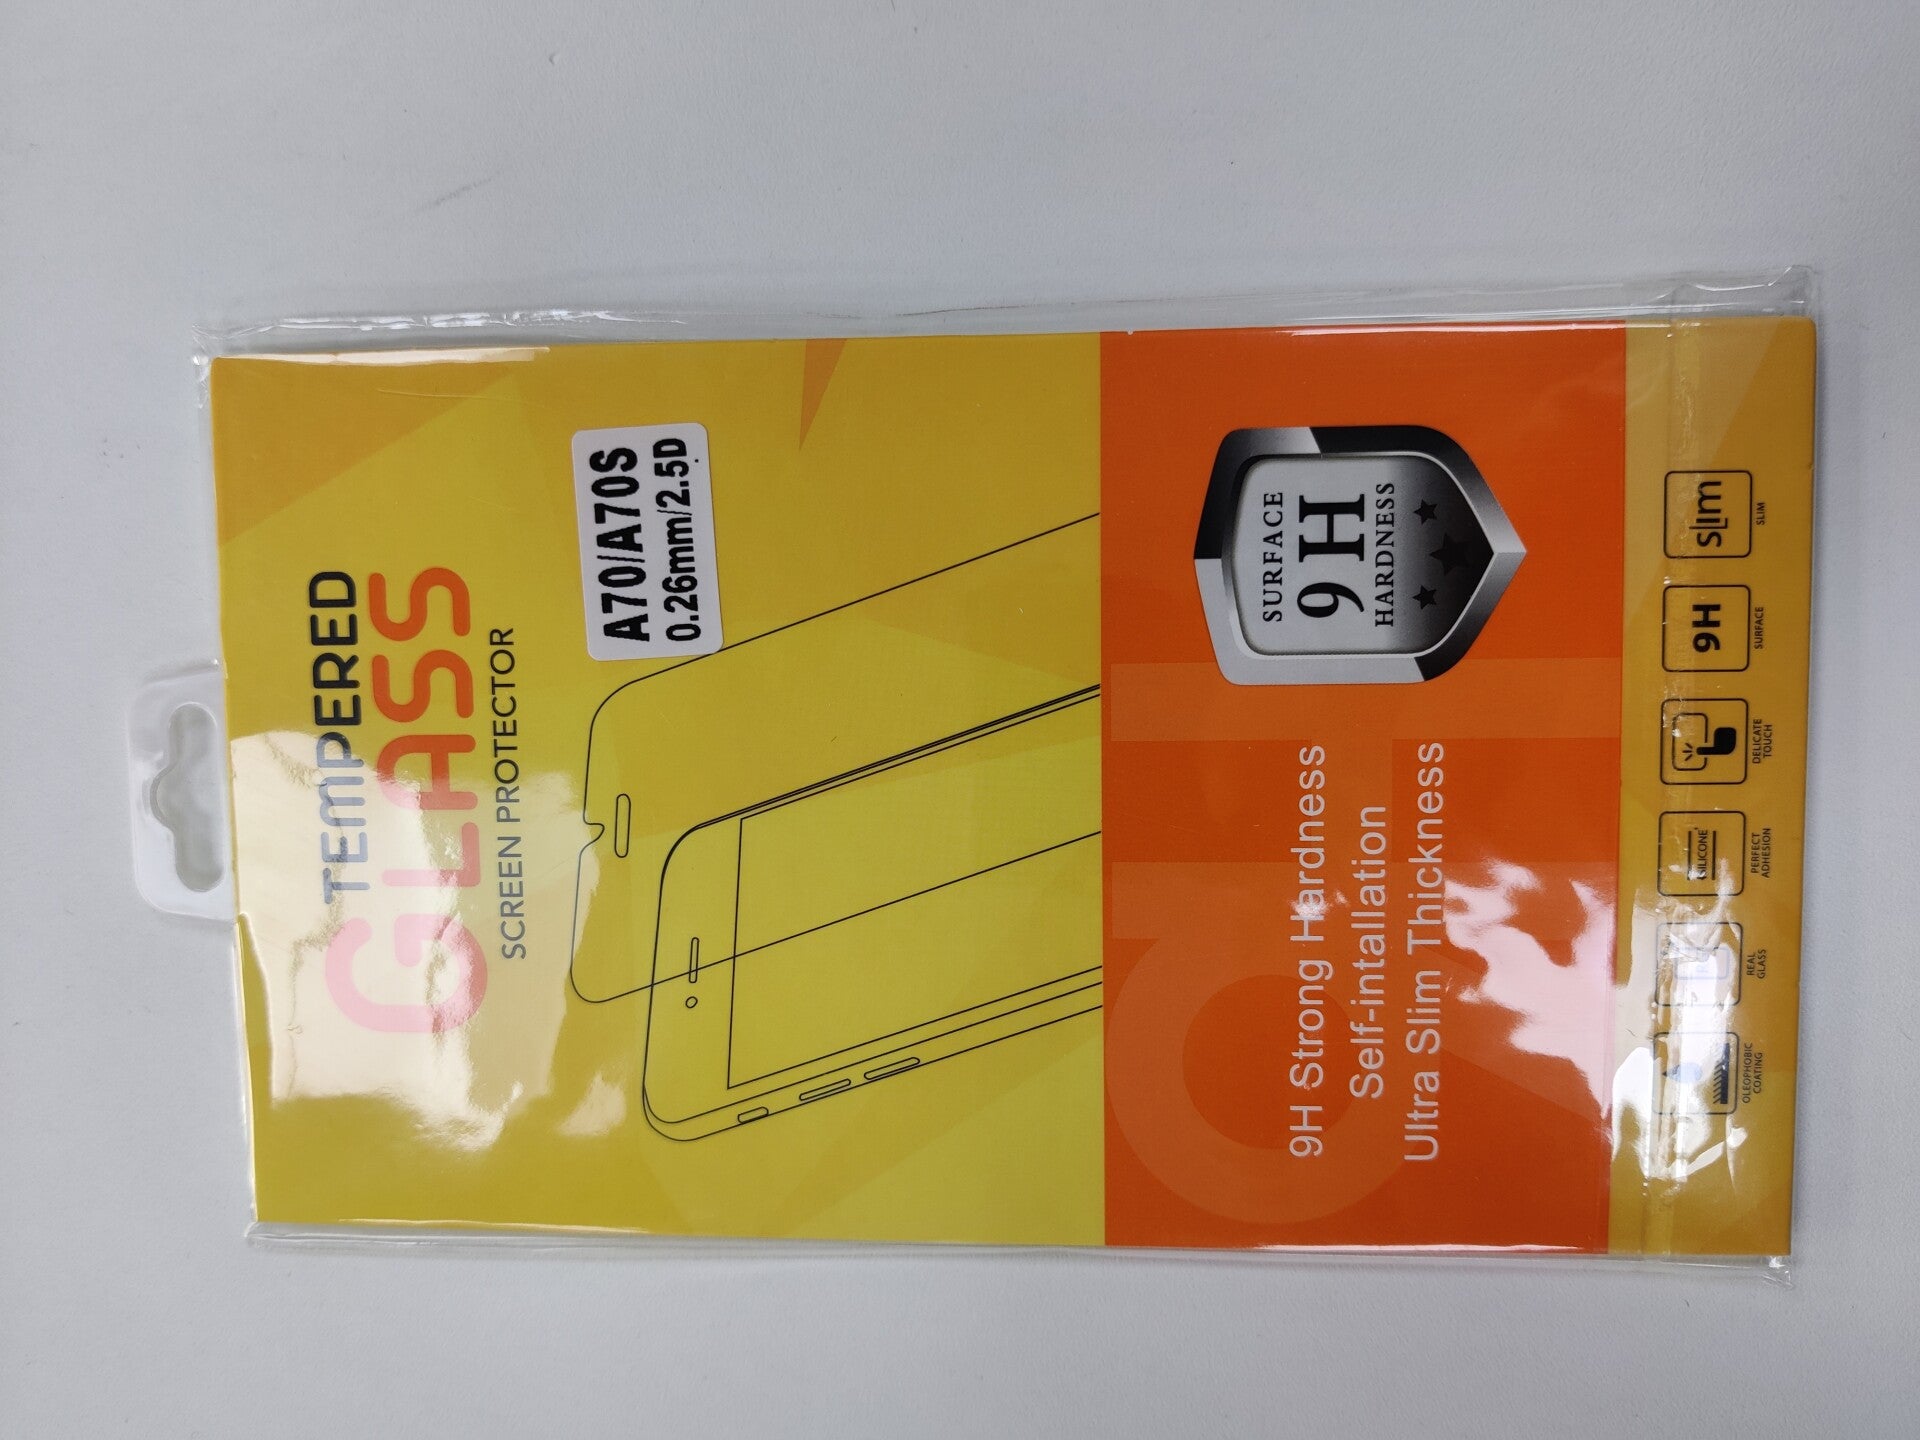 TEMPERED
GLASS
SCREEN PROTECTOR
A70/A70S
0.26mm/2.5D
9H Strong Hardness
Self-intallation
Ultra Slim Thickness
SURFACE
9H
HARDNESS
SILICONE
9H
slim
OLEOPHOBIC
COATING
REAL
GLASS
PERFECT
ADHESION
DELICATE
TOUCH
SURFACE
SLIM